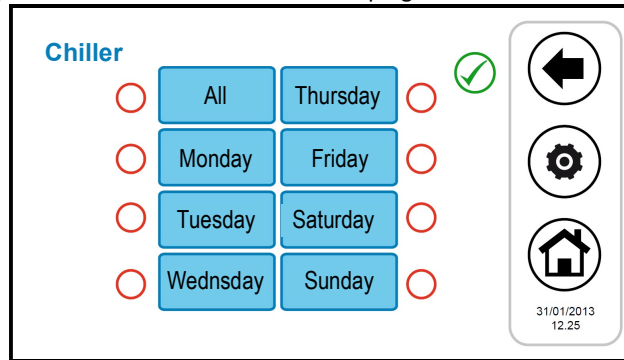 Chiller
All Thursday
Monday Friday
Tuesday Saturday
Wednsday Sunday
31/01/2013
12.25